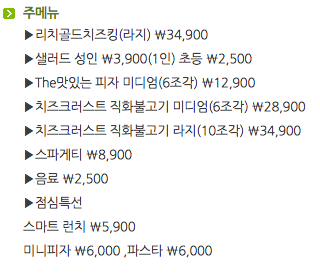 주메뉴
▶리치골드치즈킹(라지) ₩34,900
▶샐러드 성인 ₩3,900(1인) 초등 ₩2,500
▶The맛있는 피자 미디엄(6조각) ₩12,900
▶치즈크러스트 직화불고기 미디엄(6조각) ₩28,900
▶치즈크러스트 직화불고기 라지(10조각) ₩34,900
▶스파게티 ₩8,900
▶음료 ₩2,500
▶점심특선
스마트 런치 ₩5,900
미니피자 ₩6,000 ,파스타 ₩6,000